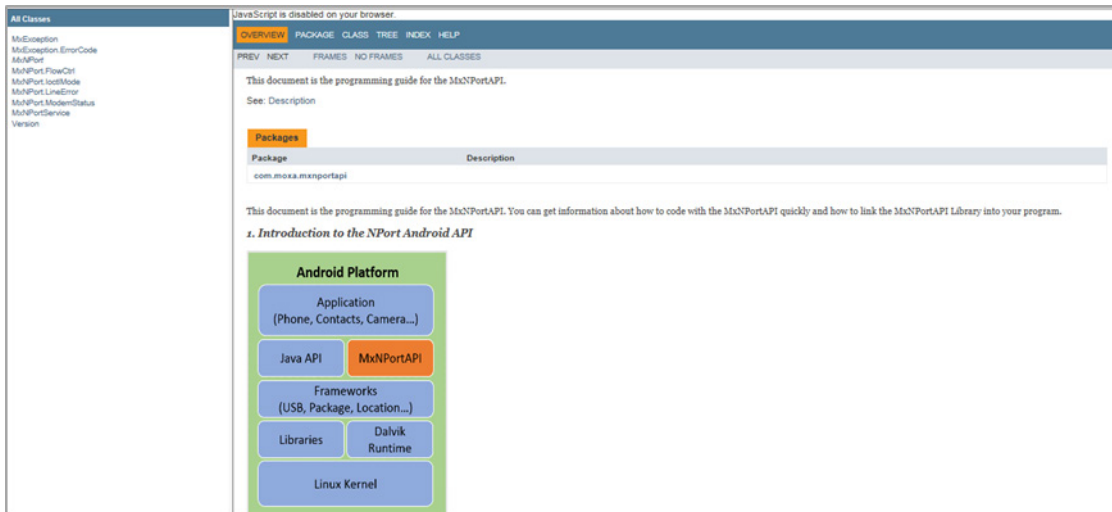 All Classes
MxException
MxException.ErrorCode
MxNPort
MxNPort.FlowCtrl
MxNPort.IoctlMode
MxNPort.LineError
MxNPort.ModemStatus
MxNPortService
Version
JavaScript is disabled on your browser.
OVERVIEW PACKAGE CLASS TREE INDEX HELP
PREV NEXT FRAMES NO FRAMES ALL CLASSES
This document is the programming guide for the MxNPortAPI.
See: Description
Packages
Package Description
com.moxa.mxnportapi
This document is the programming guide for the MxNPortAPI. You can get information about how to code with the MxNPortAPI quickly and how to link the MxNPortAPI Library into your program.
1. Introduction to the NPort Android API
Android Platform
Application
(Phone, Contacts, Camera...)
Java API MxNPortAPI
Frameworks
(USB, Package, Location...)
Libraries Dalvik
Runtime
Linux Kernel